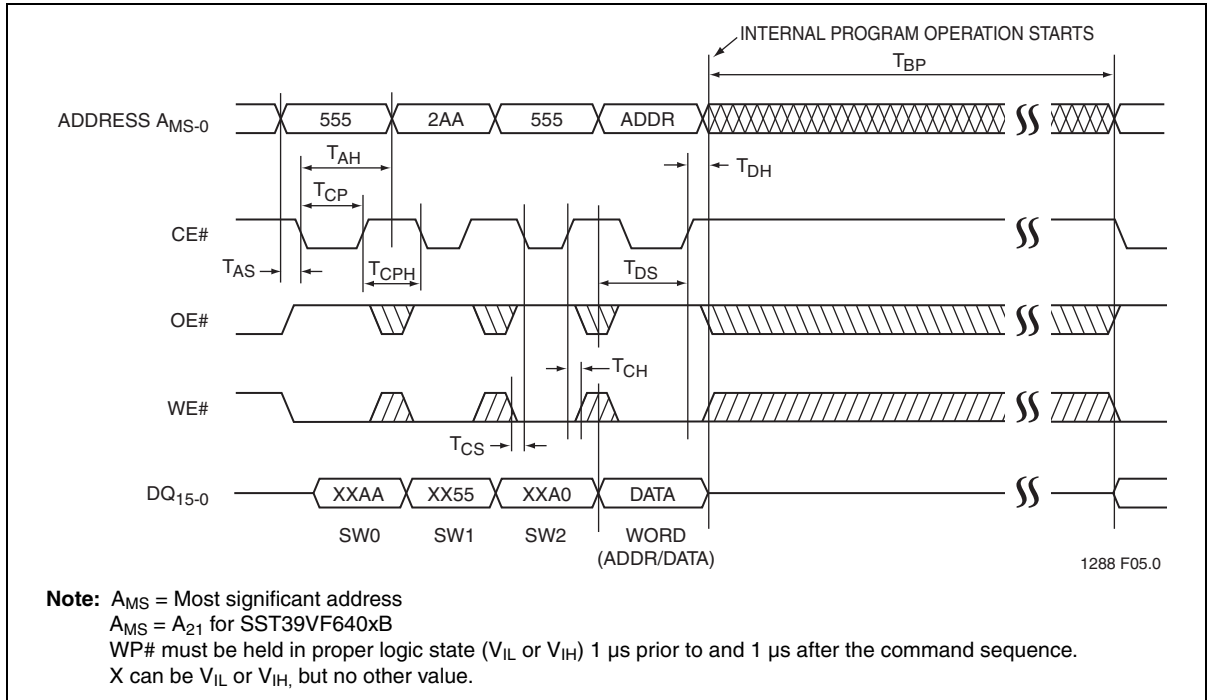 INTERNAL PROGRAM OPERATION STARTS
TBP
ADDRESS AMS-0
555
2AA
555
ADDR
TAH
TDH
TCP
CE#
TAS
TCPH
TDS
OE#
TCH
WE#
TCS
DQ15-0
XXAA
XX55
XXA0
DATA
SW0
SW1
SW2
WORD
(ADDR/DATA)
1288 F05.0
Note: AMS = Most significant address
AMS = A21 for SST39VF640xB
WP# must be held in proper logic state (VIL or VIH) 1 µs prior to and 1 µs after the command sequence.
X can be VIL or VIH, but no other value.